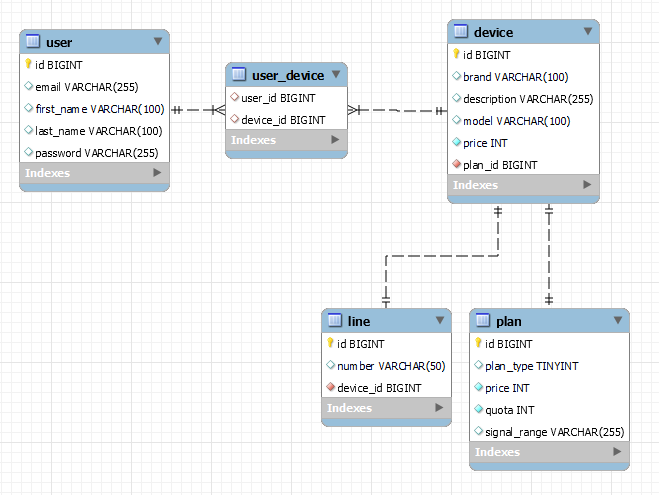 user
id BIGINT
email VARCHAR(255)
first_name VARCHAR(100)
last_name VARCHAR(100)
password VARCHAR(255)
Indexes
user_device
user_id BIGINT
device_id BIGINT
Indexes
device
id BIGINT
brand VARCHAR(100)
description VARCHAR(255)
model VARCHAR(100)
price INT
plan_id BIGINT
Indexes
line
id BIGINT
number VARCHAR(50)
device_id BIGINT
Indexes
plan
id BIGINT
plan_type TINYINT
price INT
quota INT
signal_range VARCHAR(255)
Indexes